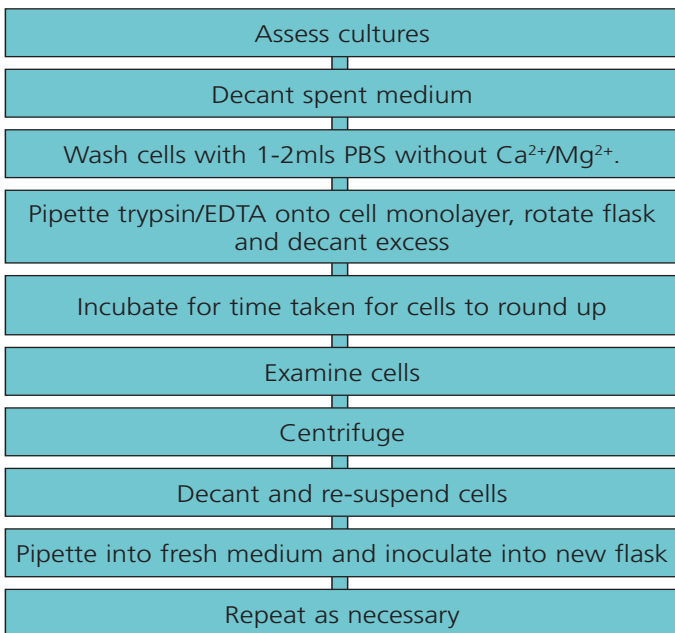 Assess cultures
Decant spent medium
Wash cells with 1-2mls PBS without Ca²⁺/Mg²⁺.
Pipette trypsin/EDTA onto cell monolayer, rotate flask
and decant excess
Incubate for time taken for cells to round up
Examine cells
Centrifuge
Decant and re-suspend cells
Pipette into fresh medium and inoculate into new flask
Repeat as necessary